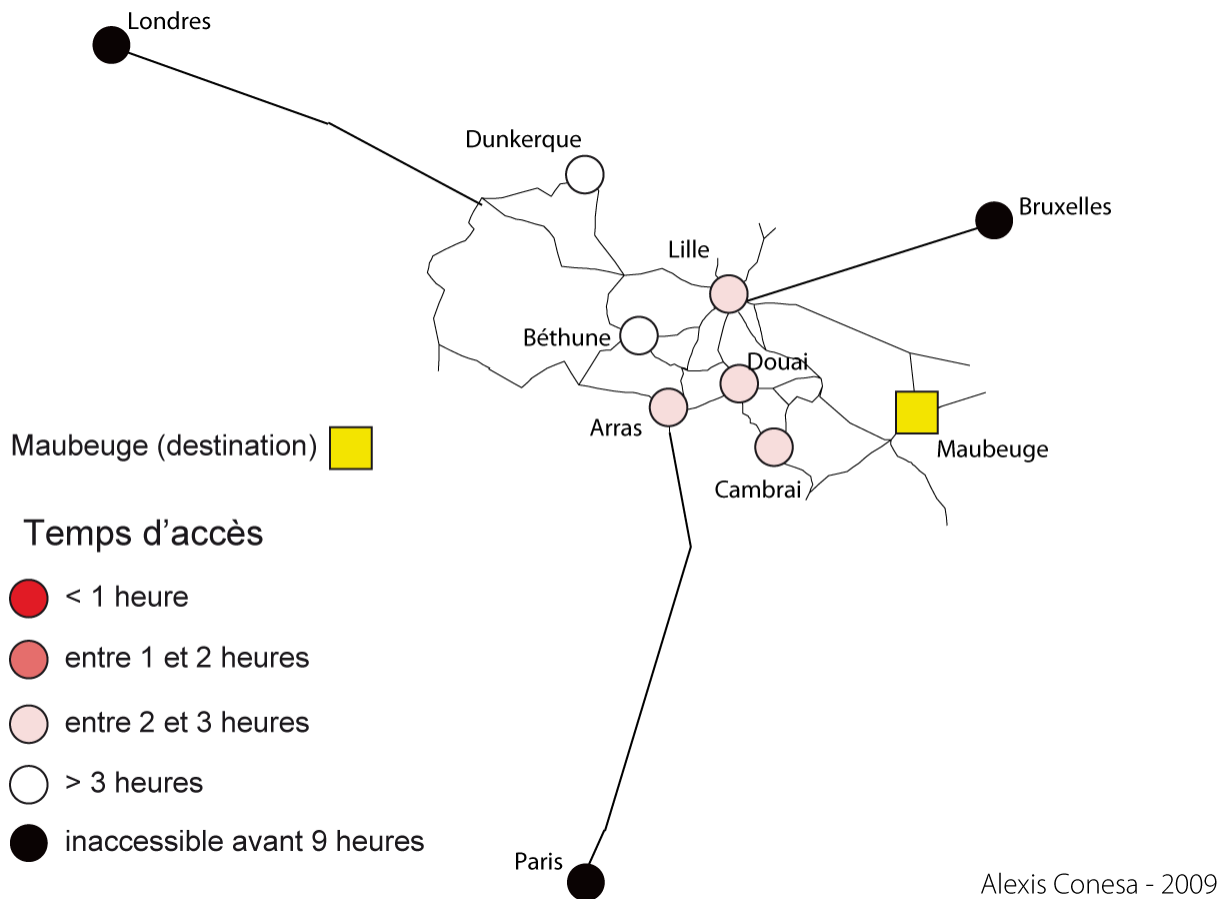 Londres
Dunkerque
Bruxelles
Lille
Béthune
Douai
Arras
Maubeuge (destination)
Maubeuge
Cambrai
Temps d’accès
< 1 heure
entre 1 et 2 heures
entre 2 et 3 heures
> 3 heures
inaccessible avant 9 heures
Paris
Alexis Conesa - 2009